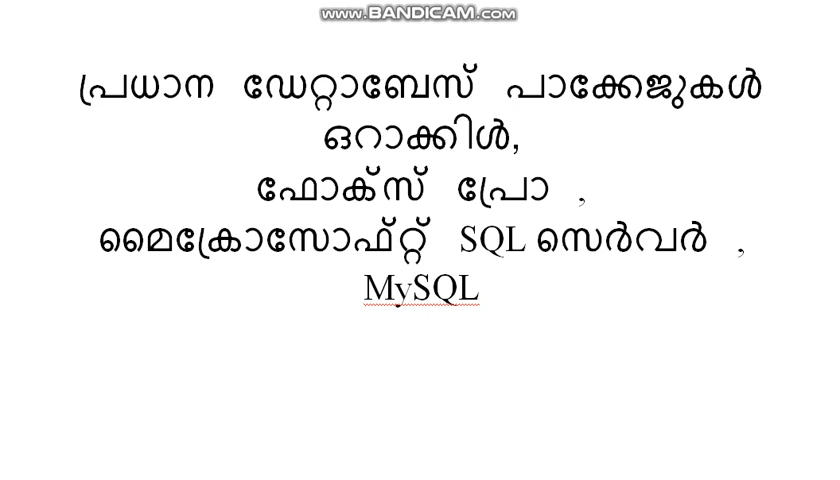 www.BANDICAM.com
പ്രധാന ഡേറ്റാബേസ് പാക്കേജുകൾ
ഒറാക്കിൾ,
ഫോക്സ് പ്രോ ,
മൈക്രോസോഫ്റ്റ് SQL സെർവർ ,
MySQL